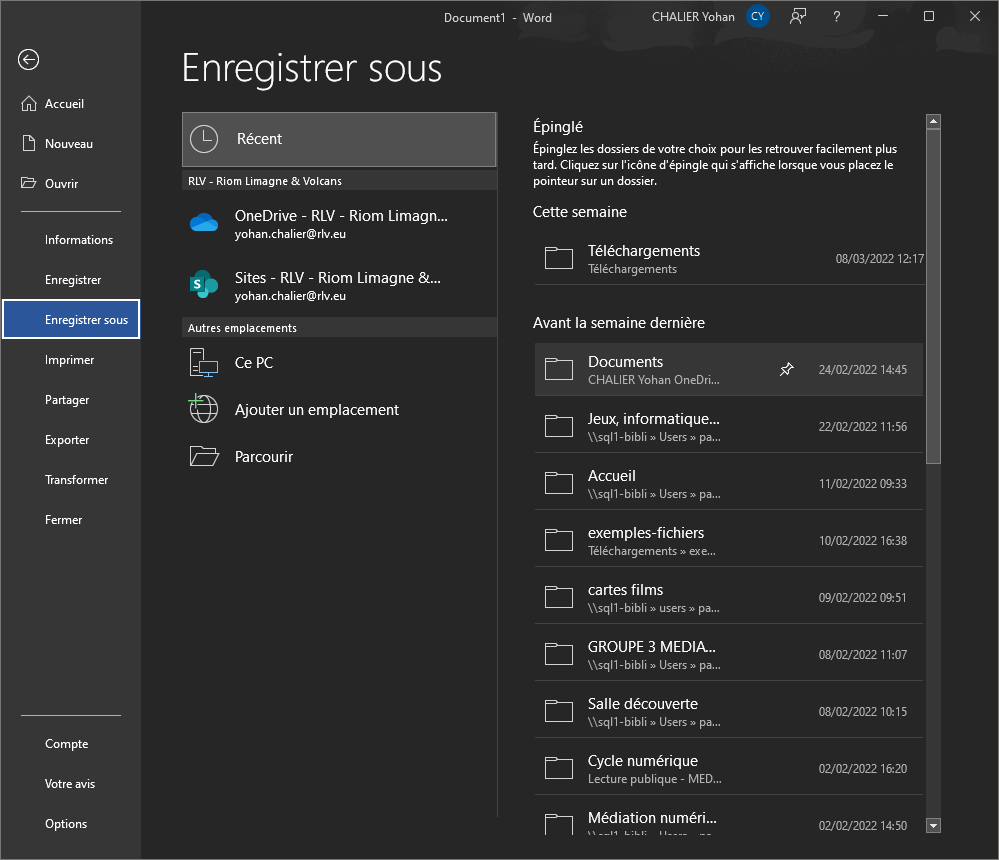 Document1 - Word
CHALIER Yohan
CY
?
Accueil
Nouveau
Ouvrir
Informations
Enregistrer
Enregistrer sous
Imprimer
Partager
Exporter
Transformer
Fermer
Compte
Votre avis
Options
Enregistrer sous
Récent
RLV - Riom Limagne & Volcans
OneDrive - RLV - Riom Limagn...
yohan.chalier@rlv.eu
S
Sites - RLV - Riom Limagne &...
yohan.chalier@rlv.eu
Autres emplacements
Ce PC
Ajouter un emplacement
Parcourir
Épinglé
Épinglez les dossiers de votre choix pour les retrouver facilement plus
tard. Cliquez sur l'icône d'épingle qui s'affiche lorsque vous placez le
pointeur sur un dossier.
Cette semaine
Téléchargements
Téléchargements
08/03/2022 12:17
Avant la semaine dernière
Documents
CHALIER Yohan OneDri...
24/02/2022 14:45
Jeux, informatique...
\\sql1-bibli » Users » pa...
22/02/2022 11:56
Accueil
\\sql1-bibli » Users » pa...
11/02/2022 09:33
exemples-fichiers
Téléchargements » exe...
10/02/2022 16:38
cartes films
\\sql1-bibli » users » pa...
09/02/2022 09:51
GROUPE 3 MEDIA...
\\sql1-bibli » Users » pa...
08/02/2022 11:07
Salle découverte
\\sql1-bibli » Users » pa...
08/02/2022 10:15
Cycle numérique
Lecture publique - MED...
02/02/2022 16:20
Médiation numéri...
\\sql1-bibli » Users » pa...
02/02/2022 14:50